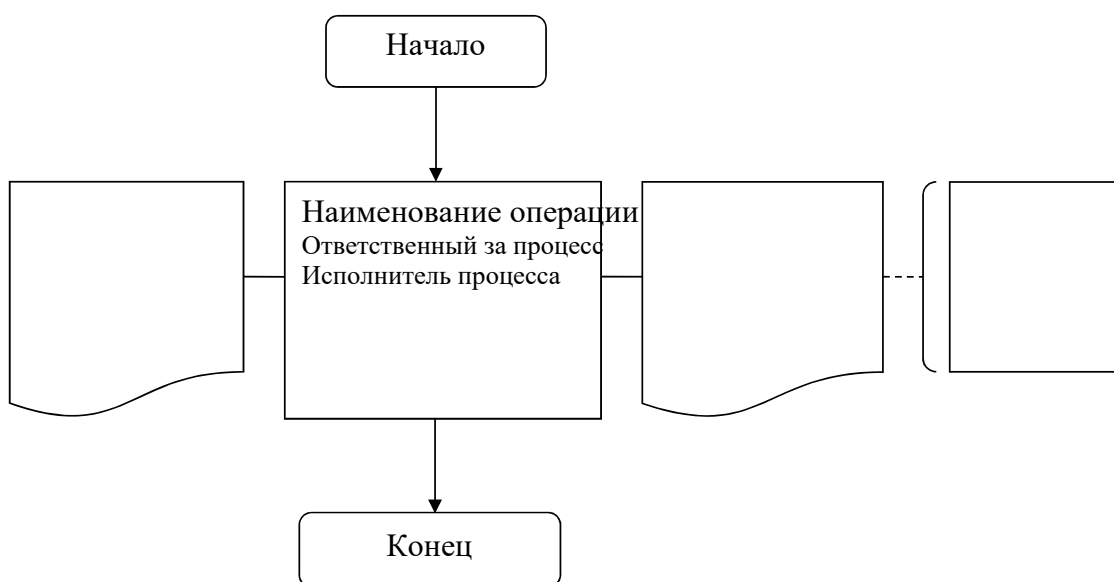 Начало
Наименование операции
Ответственный за процесс
Исполнитель процесса
Конец